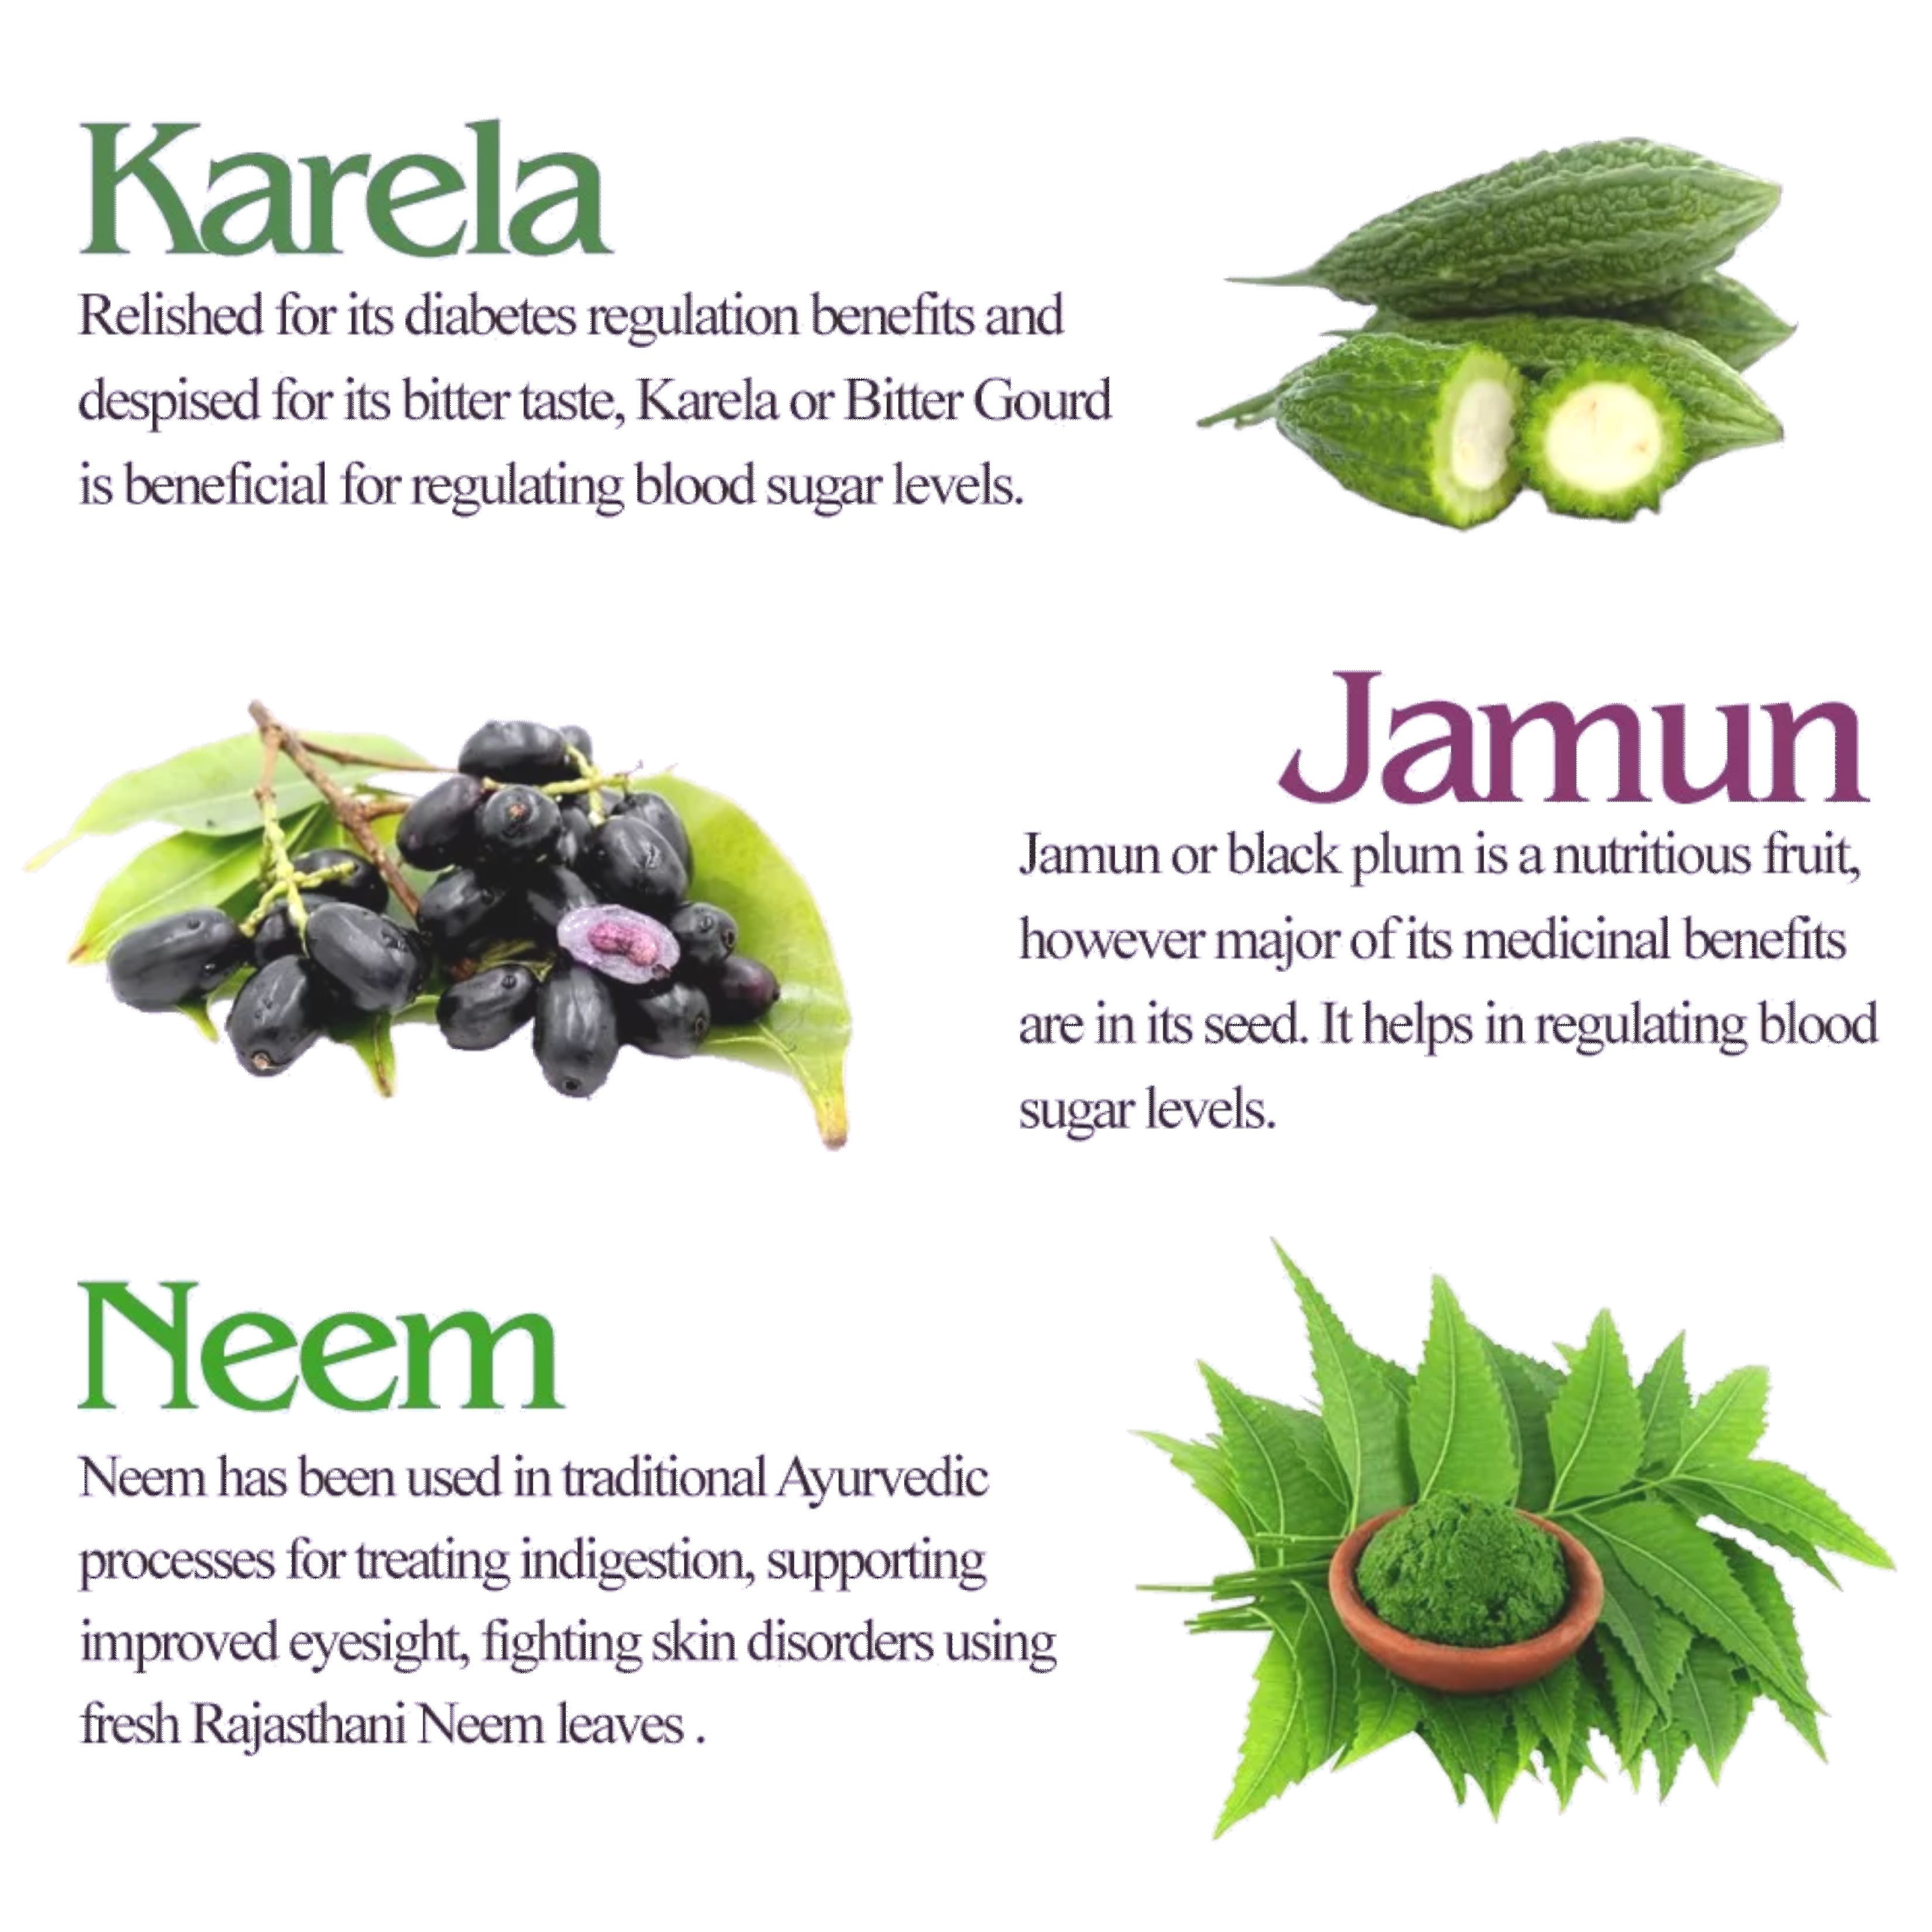 Karela
Relished for its diabetes regulation benefits and
despised for its bitter taste, Karela or Bitter Gourd
is beneficial for regulating blood sugar levels.
Jamun
Jamun or black plum is a nutritious fruit,
however major of its medicinal benefits
are in its seed. It helps in regulating blood
sugar levels.
Neem
Neem has been used in traditional Ayurvedic
processes for treating indigestion, supporting
improved eyesight, fighting skin disorders using
fresh Rajasthani Neem leaves .